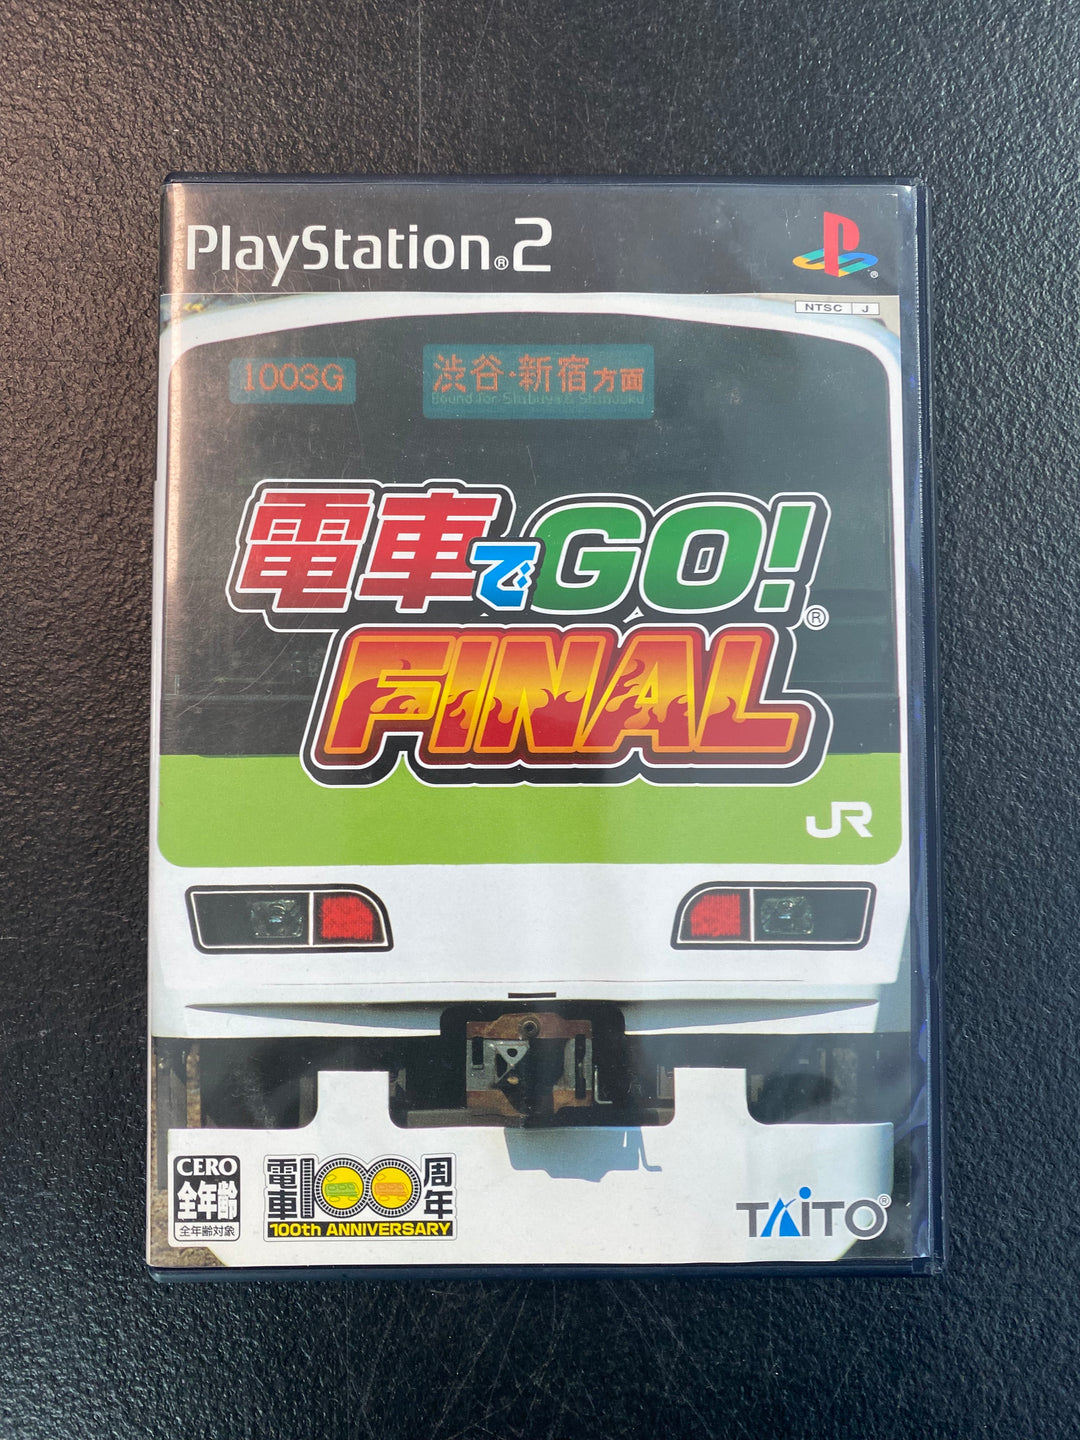 PlayStation®2
NTSC J
1003G
渋谷・新宿方面
Bound for Shibuya & Shinjuku
電車でGO!®
FINAL
JR
CERO
全年齢
全年齢対象
電車100周年
100th ANNIVERSARY
TAITO®